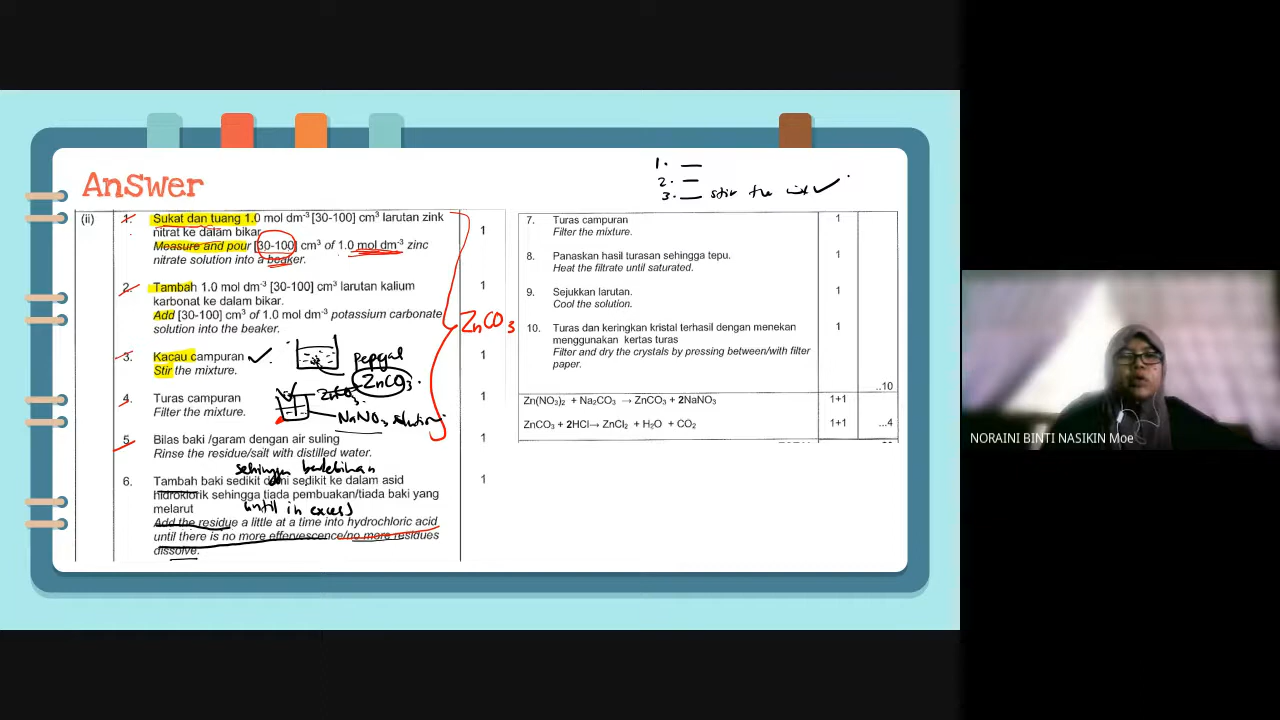 1. —
2. —
3. — stir the mix ✓
Answer
(ii)
1. Sukat dan tuang 1.0 mol dm⁻³ [30-100] cm³ larutan zink
nitrat ke dalam bikar.
Measure and pour [30-100] cm³ of 1.0 mol dm⁻³ zinc
nitrate solution into a beaker.
1
2. Tambah 1.0 mol dm⁻³ [30-100] cm³ larutan kalium
karbonat ke dalam bikar.
Add [30-100] cm³ of 1.0 mol dm⁻³ potassium carbonate
solution into the beaker.
1
ZnCO₃
3. Kacau campuran ✓
Stir the mixture.
1
pepejal
ZnCO₃
4. Turas campuran
Filter the mixture.
1
ZnCO₃
NaNO₃ solution
5. Bilas baki /garam dengan air suling
Rinse the residue/salt with distilled water.
1
sehingga berlebihan
6. Tambah baki sedikit demi sedikit ke dalam asid
hidroklorik sehingga tiada pembuakan/tiada baki yang
melarut
until in excess
Add the residue a little at a time into hydrochloric acid
until there is no more effervescence/no more residues
dissolve.
1
7. Turas campuran
Filter the mixture.
1
8. Panaskan hasil turasan sehingga tepu.
Heat the filtrate until saturated.
1
9. Sejukkan larutan.
Cool the solution.
1
10. Turas dan keringkan kristal terhasil dengan menekan
menggunakan kertas turas
Filter and dry the crystals by pressing between/with filter
paper.
1
..10
Zn(NO₃)₂ + Na₂CO₃ → ZnCO₃ + 2NaNO₃ 1+1
ZnCO₃ + 2HCl → ZnCl₂ + H₂O + CO₂ 1+1 ...4
NORAINI BINTI NASIKIN Moe